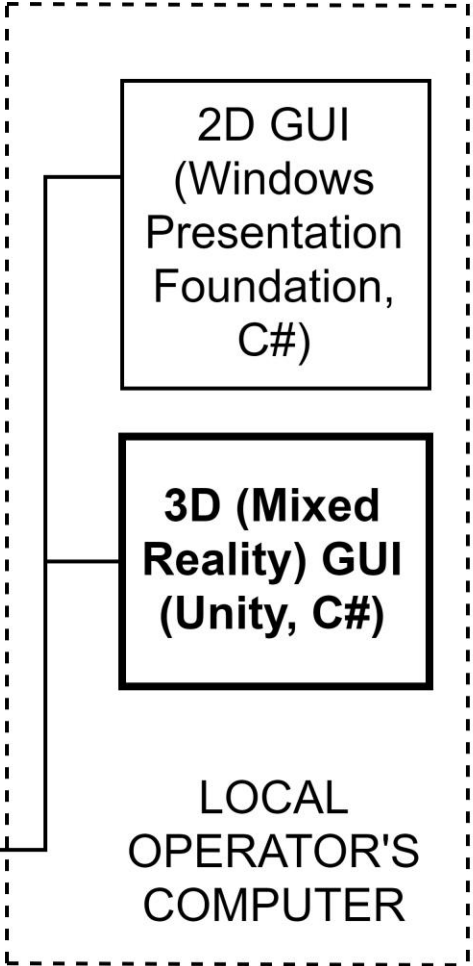 2D GUI
(Windows
Presentation
Foundation,
C#)
3D (Mixed
Reality) GUI
(Unity, C#)
LOCAL
OPERATOR'S
COMPUTER